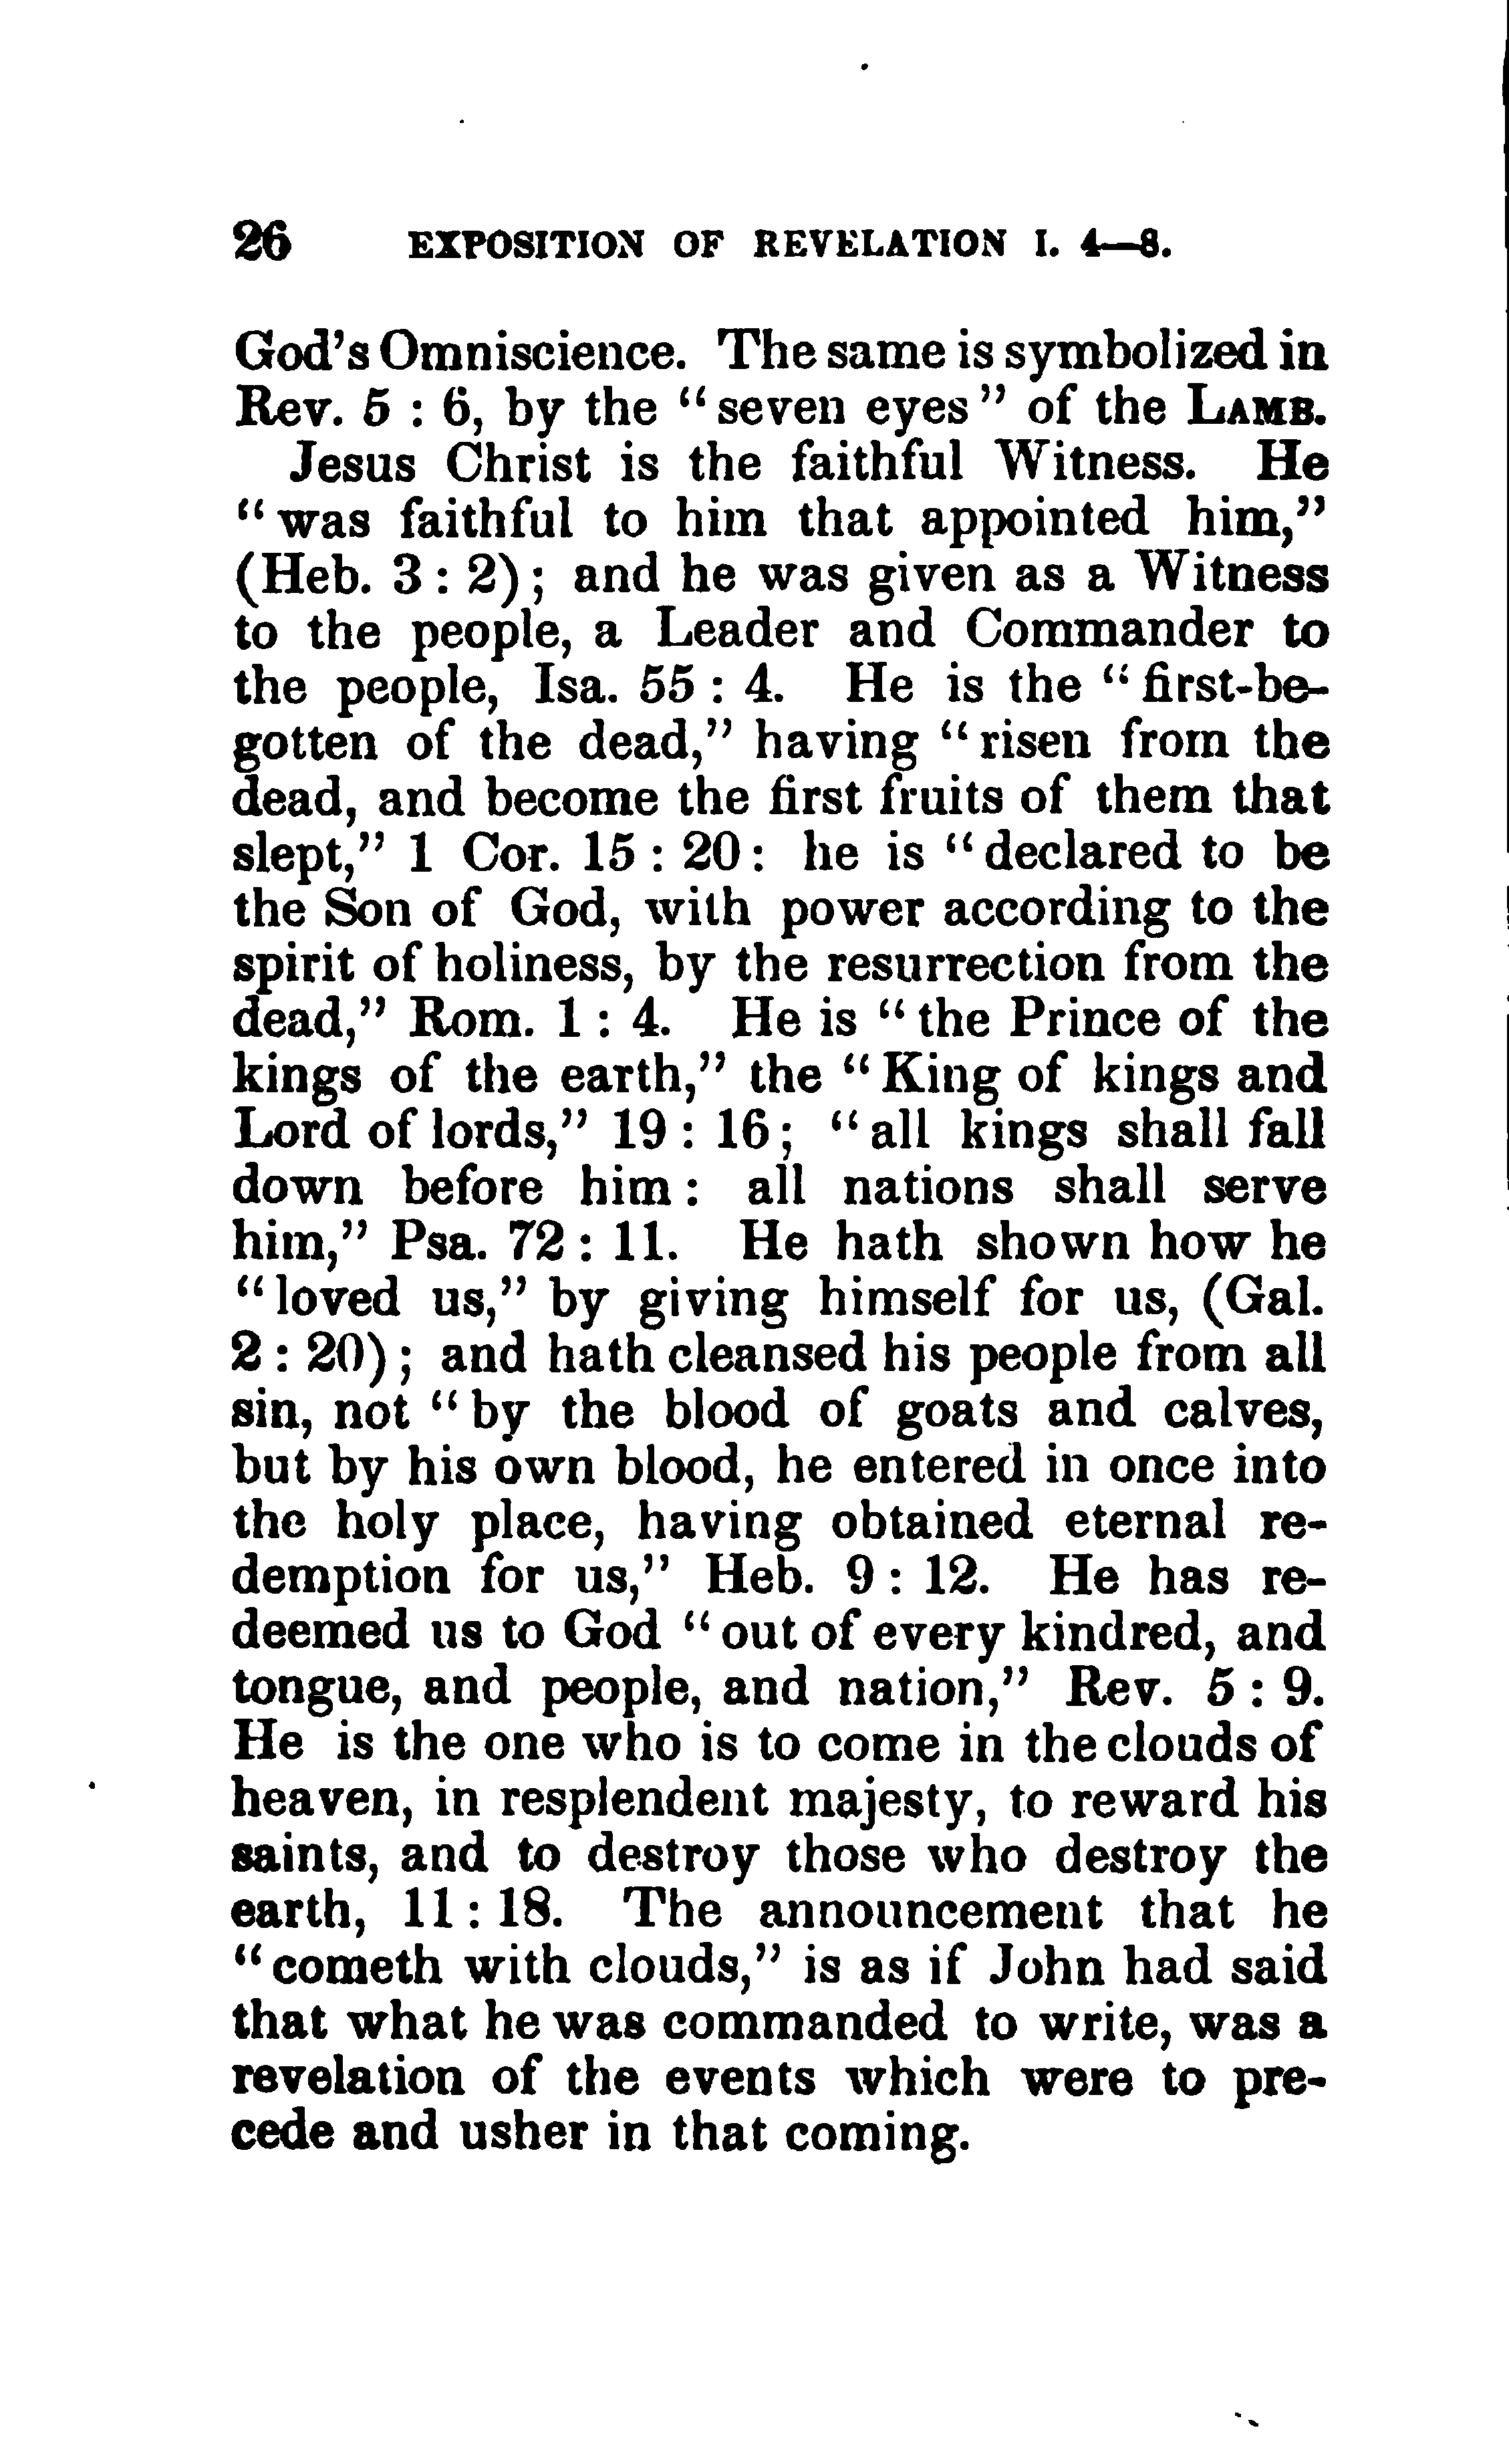 26 EXPOSITION OF REVELATION I. 4—8.
God's Omniscience. The same is symbolized in
Rev. 5 : 6, by the "seven eyes" of the LAMB.
Jesus Christ is the faithful Witness. He
"was faithful to him that appointed him,"
(Heb. 3 : 2); and he was given as a Witness
to the people, a Leader and Commander to
the people, Isa. 55 : 4. He is the "first-be-
gotten of the dead," having "risen from the
dead, and become the first fruits of them that
slept," 1 Cor. 15 : 20: he is "declared to be
the Son of God, with power according to the
spirit of holiness, by the resurrection from the
dead," Rom. 1 : 4. He is "the Prince of the
kings of the earth," the "King of kings and
Lord of lords," 19 : 16; "all kings shall fall
down before him: all nations shall serve
him," Psa. 72 : 11. He hath shown how he
"loved us," by giving himself for us, (Gal.
2 : 20); and hath cleansed his people from all
sin, not "by the blood of goats and calves,
but by his own blood, he entered in once into
the holy place, having obtained eternal re-
demption for us," Heb. 9 : 12. He has re-
deemed us to God "out of every kindred, and
tongue, and people, and nation," Rev. 5 : 9.
He is the one who is to come in the clouds of
heaven, in resplendent majesty, to reward his
saints, and to destroy those who destroy the
earth, 11 : 18. The announcement that he
"cometh with clouds," is as if John had said
that what he was commanded to write, was a
revelation of the events which were to pre-
cede and usher in that coming.